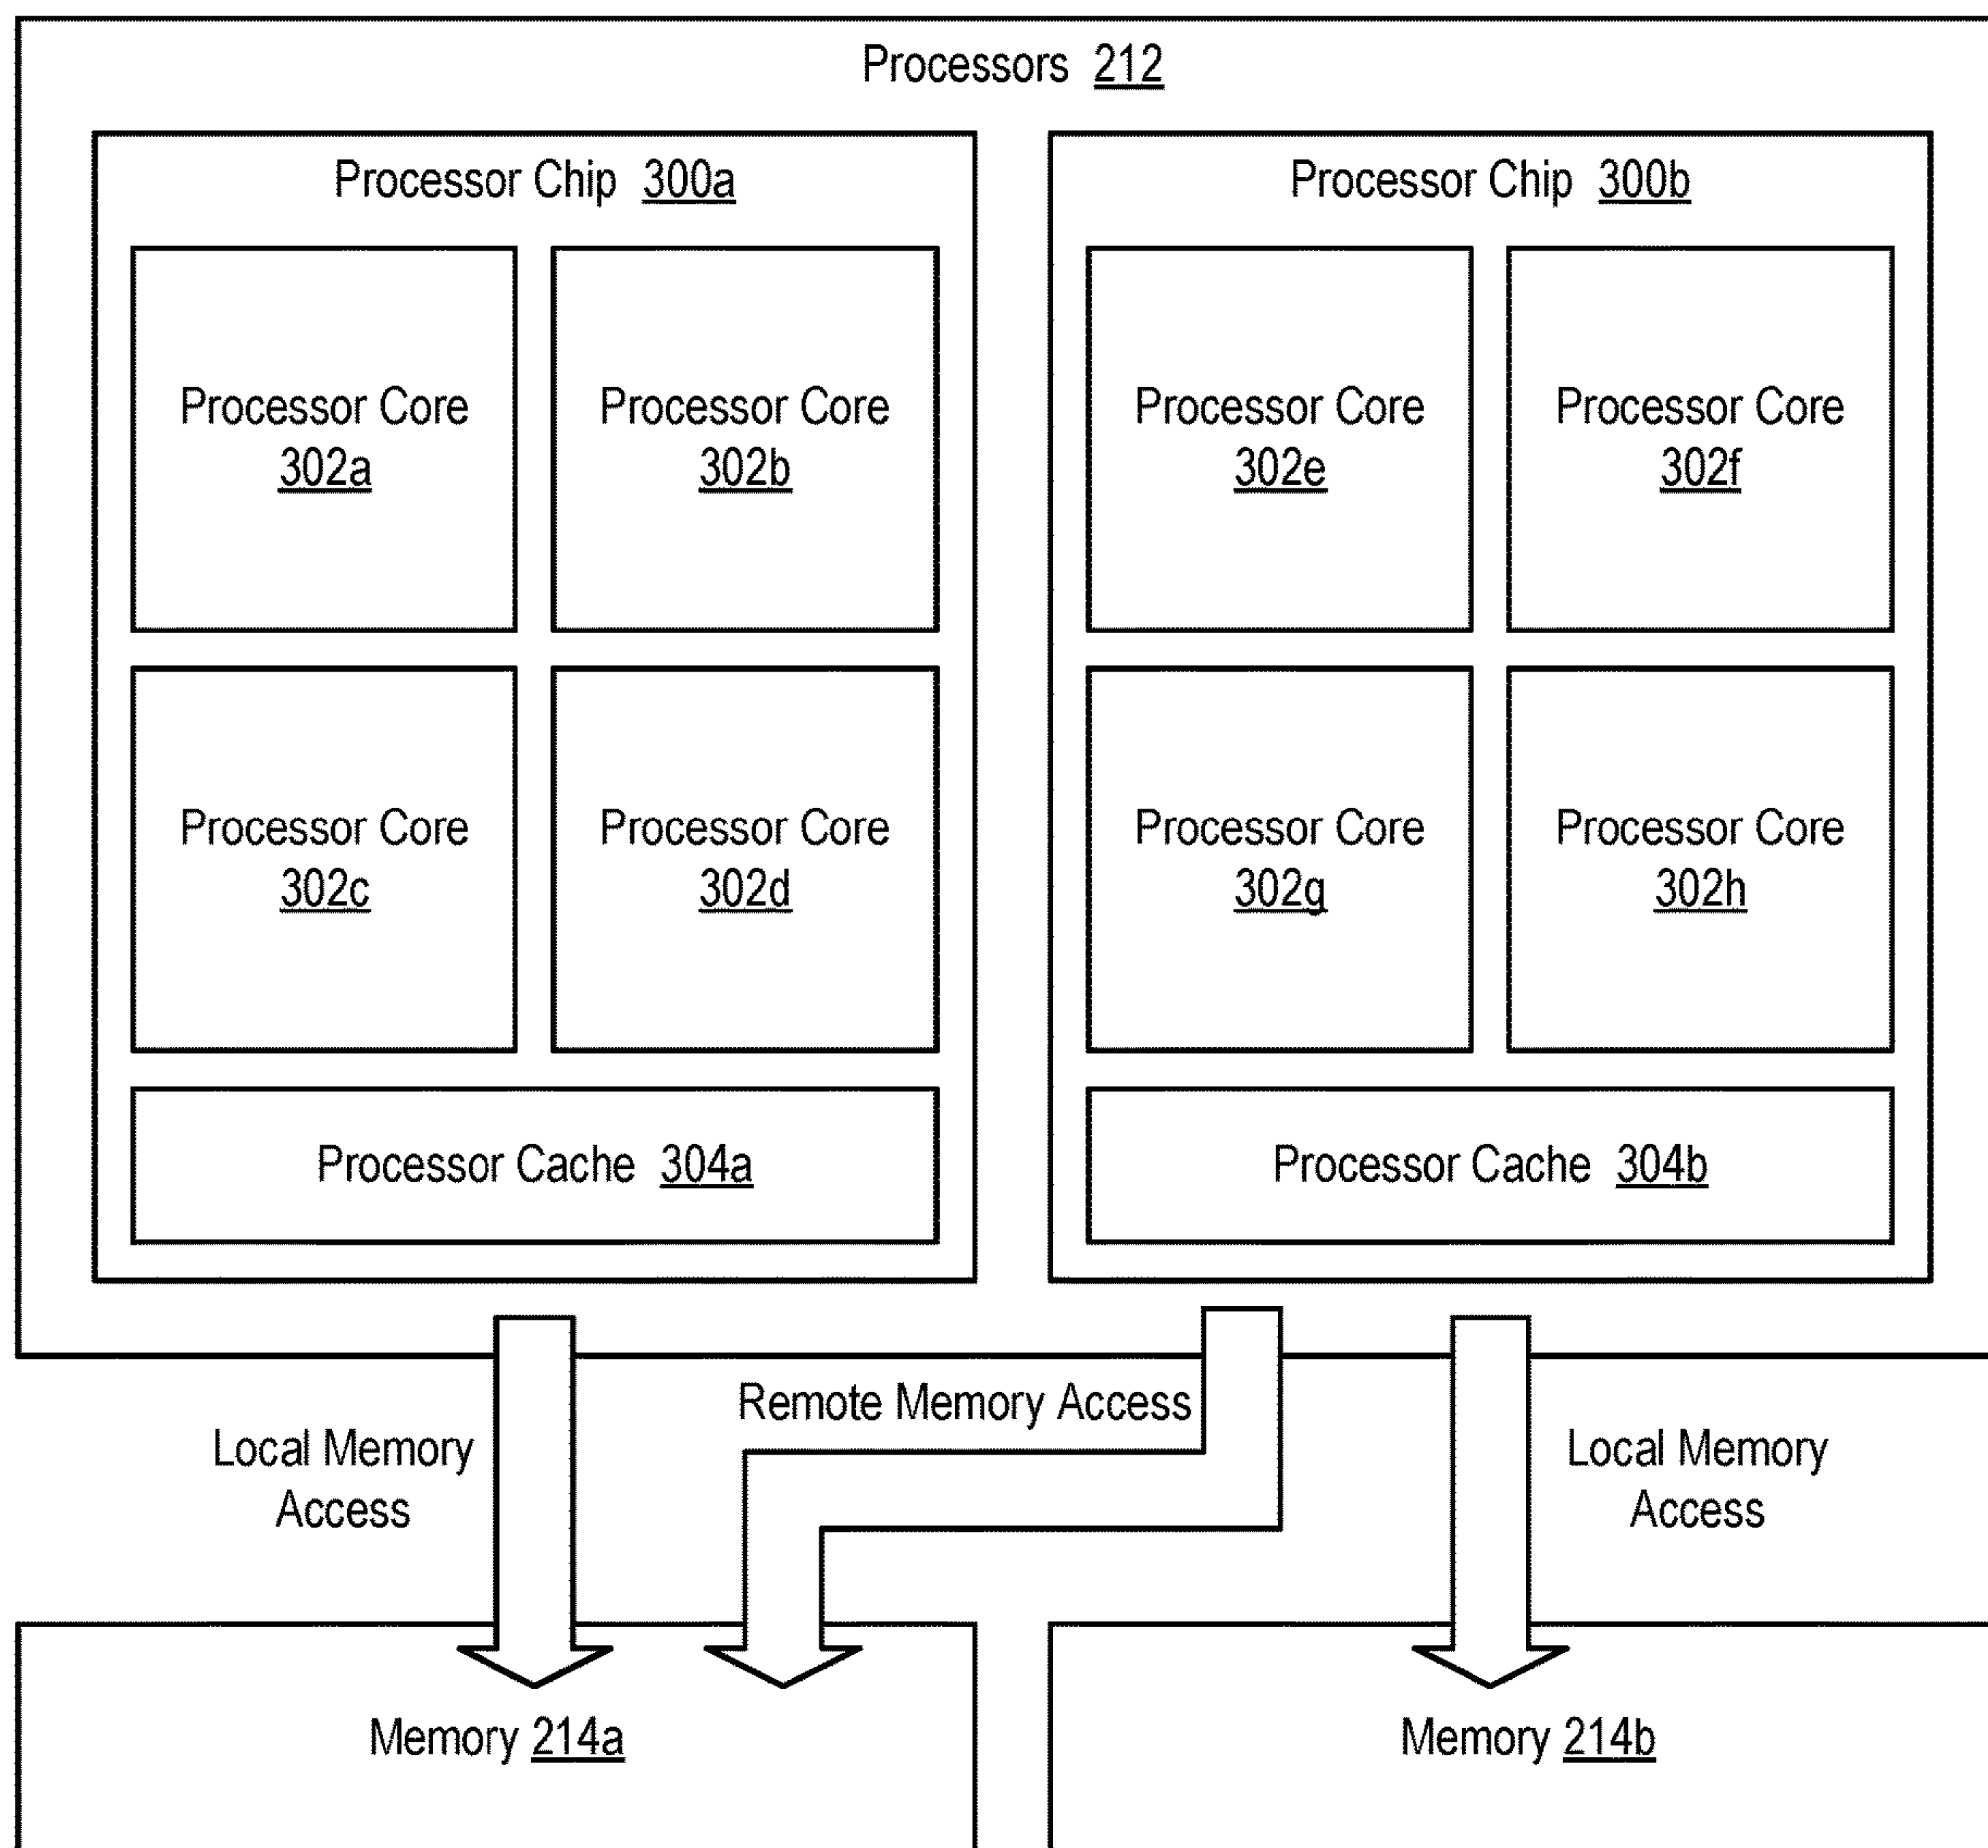 Processors 212
Processor Chip 300a
Processor Core
302a
Processor Core
302b
Processor Core
302c
Processor Core
302d
Processor Cache 304a
Processor Chip 300b
Processor Core
302e
Processor Core
302f
Processor Core
302g
Processor Core
302h
Processor Cache 304b
Local Memory
Access
Remote Memory Access
Local Memory
Access
Memory 214a
Memory 214b